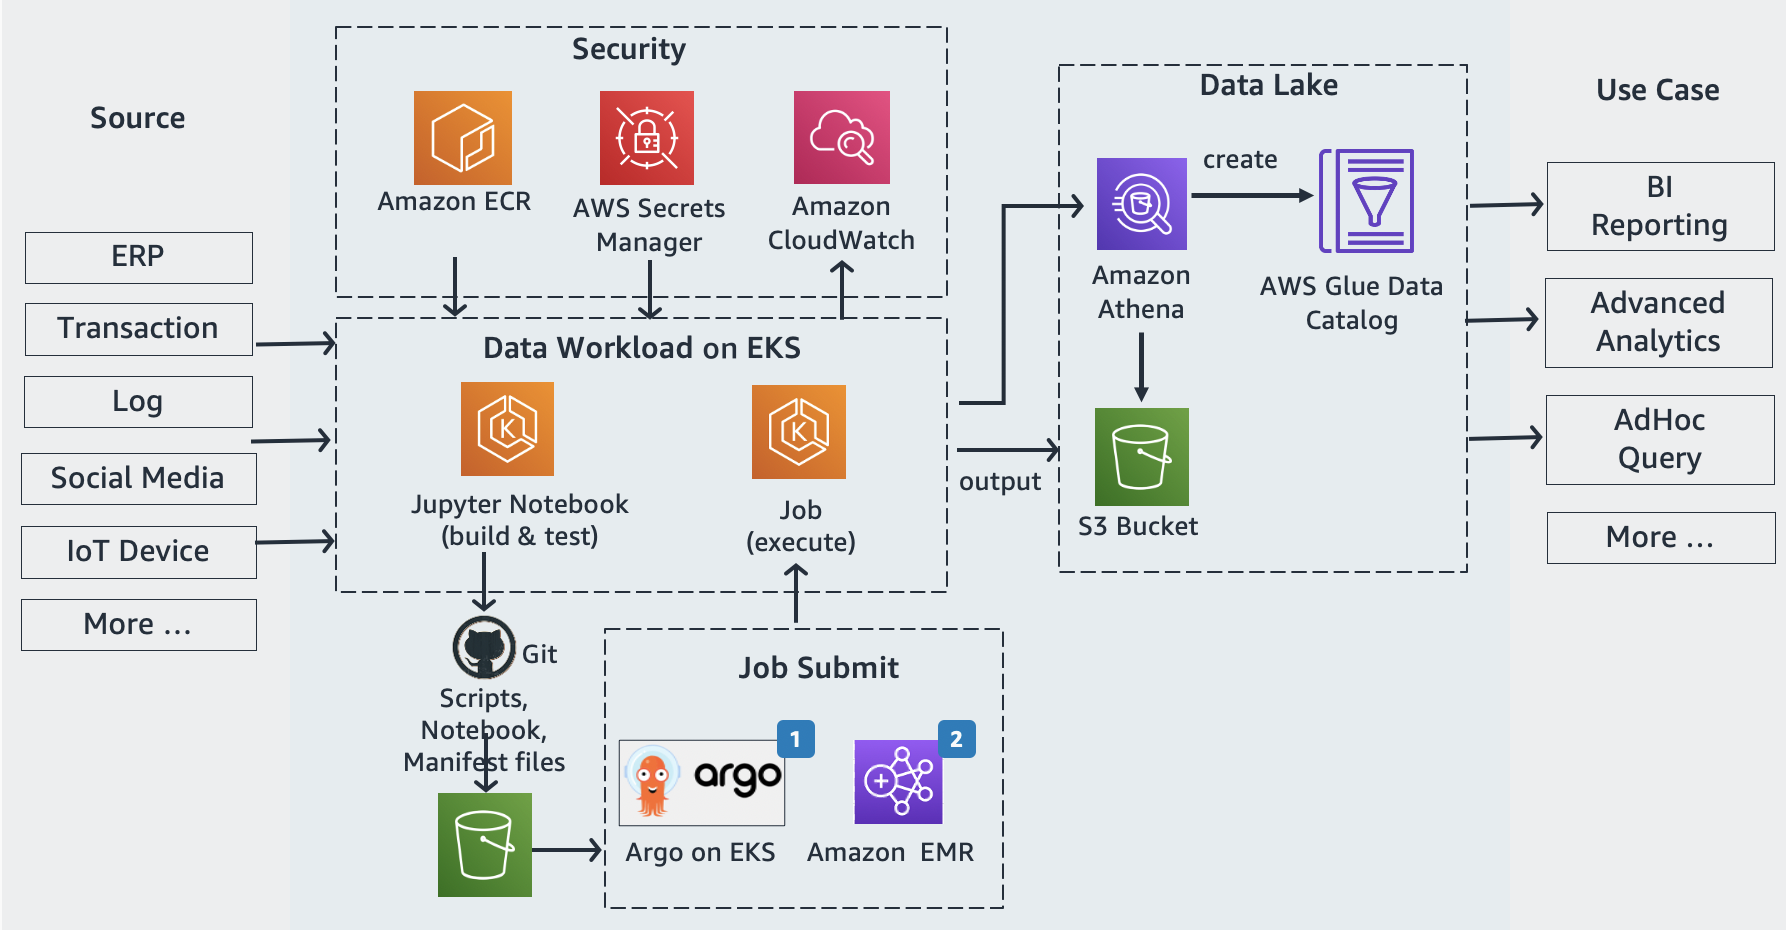 Source
ERP
Transaction
Log
Social Media
IoT Device
More ...
Security
Amazon ECR
AWS Secrets
Manager
Amazon
CloudWatch
Data Workload on EKS
K
Jupyter Notebook
(build & test)
K
Job
(execute)
Git
Scripts,
Notebook,
Manifest files
Job Submit
1
argo
Argo on EKS
2
Amazon EMR
output
Data Lake
create
Amazon
Athena
AWS Glue Data
Catalog
S3 Bucket
Use Case
BI
Reporting
Advanced
Analytics
AdHoc
Query
More ...